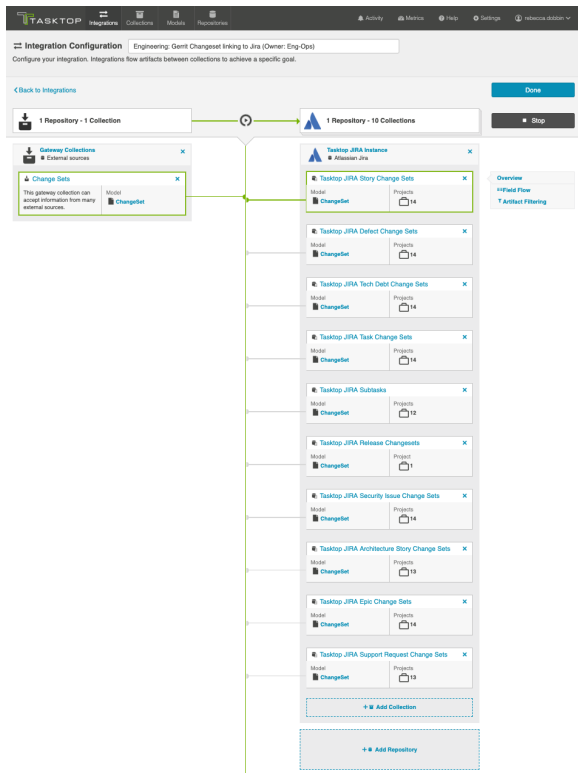 TASKTOP
Integrations
Collections
Models
Repositories
Activity
Metrics
Help
Settings
rebecca dobbin
Integration Configuration
Engineering: Gerrit Changeset linking to Jira (Owner: Eng-Ops)
Configure your integration. Integrations flow artifacts between collections to achieve a specific goal.
Back to Integrations
Done
1 Repository - 1 Collection
1 Repository - 10 Collections
Stop
Gateway Collections
External sources
Tasktop JIRA Instance
Atlassian Jira
Change Sets
This gateway collection can
accept information from many
external sources.
Model
ChangeSet
Tasktop JIRA Story Change Sets
Model
Projects
ChangeSet
14
Overview
Field Flow
Artifact Filtering
Tasktop JIRA Defect Change Sets
Model
Projects
ChangeSet
14
Tasktop JIRA Tech Debt Change Sets
Model
Projects
ChangeSet
14
Tasktop JIRA Task Change Sets
Model
Projects
ChangeSet
14
Tasktop JIRA Subtasks
Model
Projects
ChangeSet
12
Tasktop JIRA Release Changesets
Model
Project
ChangeSet
1
Tasktop JIRA Security Issue Change Sets
Model
Projects
ChangeSet
14
Tasktop JIRA Architecture Story Change Sets
Model
Projects
ChangeSet
13
Tasktop JIRA Epic Change Sets
Model
Projects
ChangeSet
14
Tasktop JIRA Support Request Change Sets
Model
Projects
ChangeSet
13
+ Add Collection
+ Add Repository